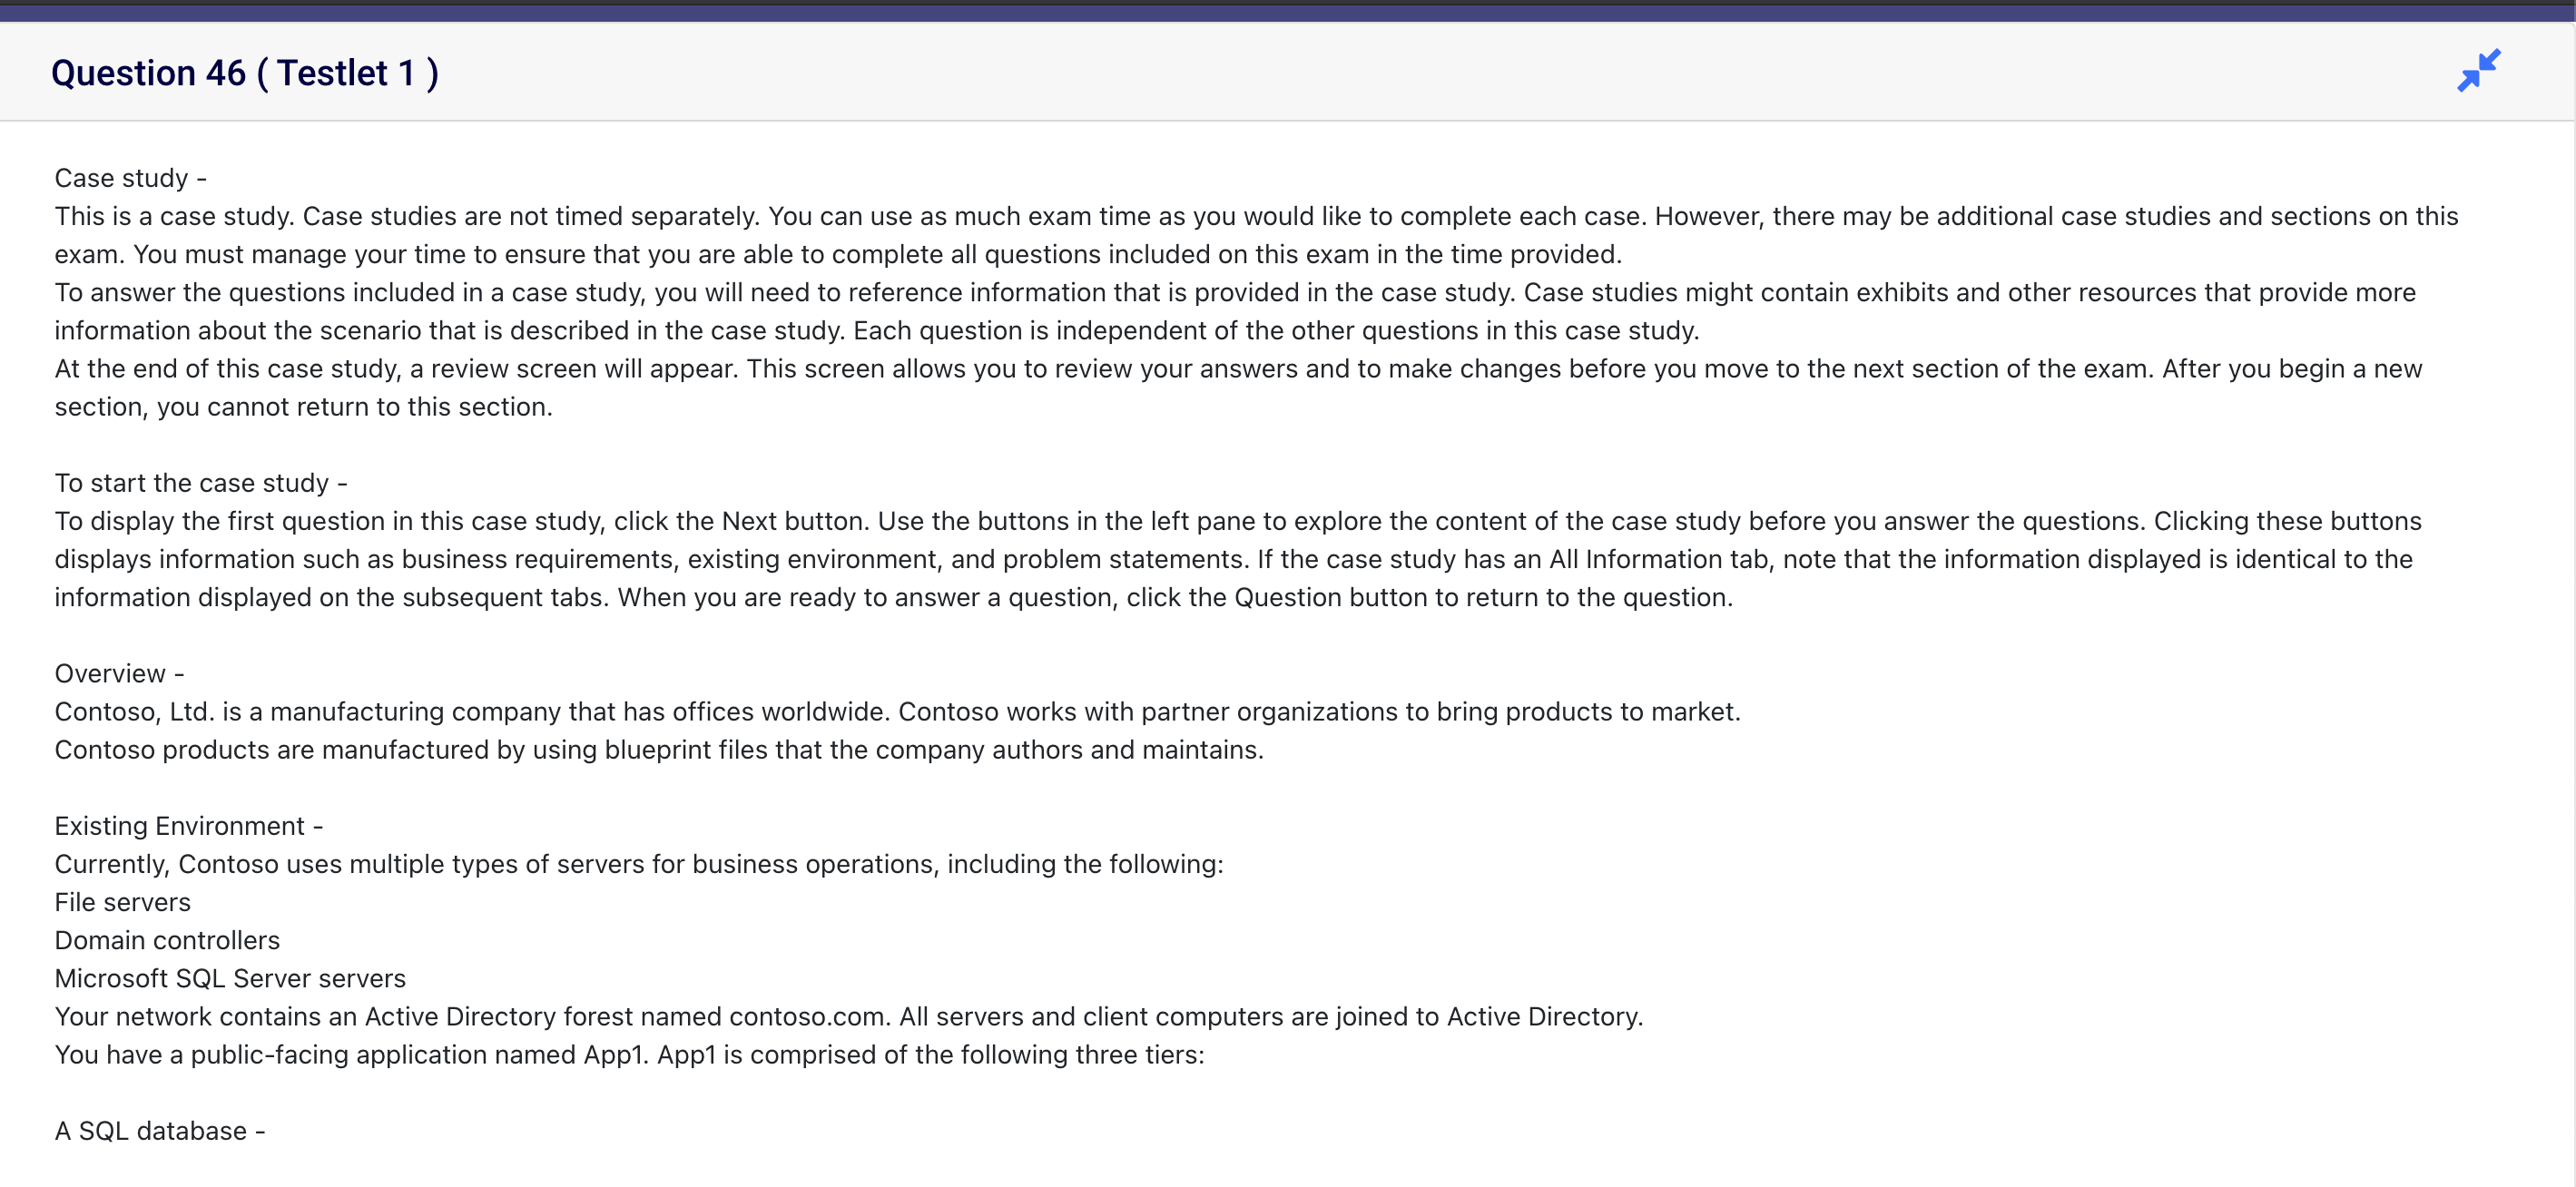 Question 46 ( Testlet 1 )
Case study -
This is a case study. Case studies are not timed separately. You can use as much exam time as you would like to complete each case. However, there may be additional case studies and sections on this
exam. You must manage your time to ensure that you are able to complete all questions included on this exam in the time provided.
To answer the questions included in a case study, you will need to reference information that is provided in the case study. Case studies might contain exhibits and other resources that provide more
information about the scenario that is described in the case study. Each question is independent of the other questions in this case study.
At the end of this case study, a review screen will appear. This screen allows you to review your answers and to make changes before you move to the next section of the exam. After you begin a new
section, you cannot return to this section.
To start the case study -
To display the first question in this case study, click the Next button. Use the buttons in the left pane to explore the content of the case study before you answer the questions. Clicking these buttons
displays information such as business requirements, existing environment, and problem statements. If the case study has an All Information tab, note that the information displayed is identical to the
information displayed on the subsequent tabs. When you are ready to answer a question, click the Question button to return to the question.
Overview -
Contoso, Ltd. is a manufacturing company that has offices worldwide. Contoso works with partner organizations to bring products to market.
Contoso products are manufactured by using blueprint files that the company authors and maintains.
Existing Environment -
Currently, Contoso uses multiple types of servers for business operations, including the following:
File servers
Domain controllers
Microsoft SQL Server servers
Your network contains an Active Directory forest named contoso.com. All servers and client computers are joined to Active Directory.
You have a public-facing application named App1. App1 is comprised of the following three tiers:
A SQL database -